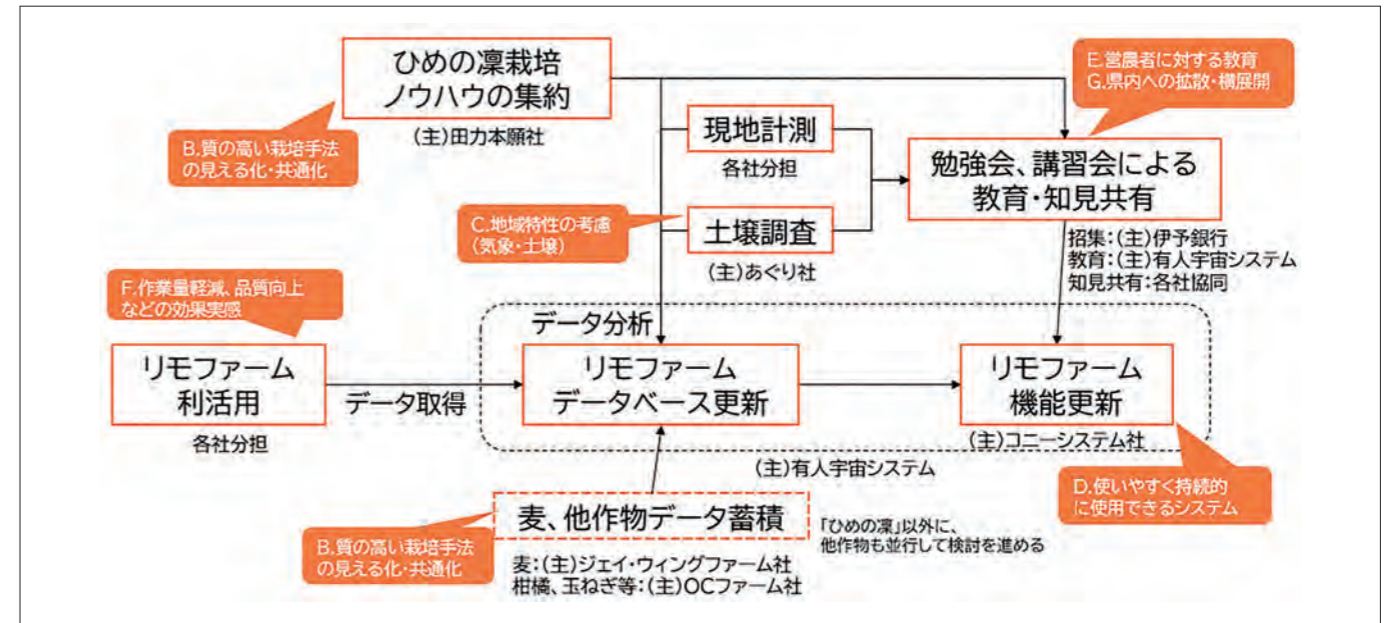 ひめの凜栽培
ノウハウの集約
(主)田力本願社
B.質の高い栽培手法
の見える化・共通化
E.営農者に対する教育
G.県内への拡散・横展開
現地計測
各社分担
勉強会、講習会による
教育・知見共有
C.地域特性の考慮
(気象・土壌)
土壌調査
(主)あぐり社
招集:(主)伊予銀行
教育:(主)有人宇宙システム
知見共有:各社協同
F.作業量軽減、品質向上
などの効果実感
データ分析
リモファーム
利活用
各社分担
データ取得
リモファーム
データベース更新
リモファーム
機能更新
(主)コニーシステム社
(主)有人宇宙システム
D.使いやすく持続的
に使用できるシステム
麦、他作物データ蓄積
「ひめの凜」以外に、
他作物も並行して検討を進める
B.質の高い栽培手法
の見える化・共通化
麦:(主)ジェイ・ウィングファーム社
柑橘、玉ねぎ等:(主)OCファーム社